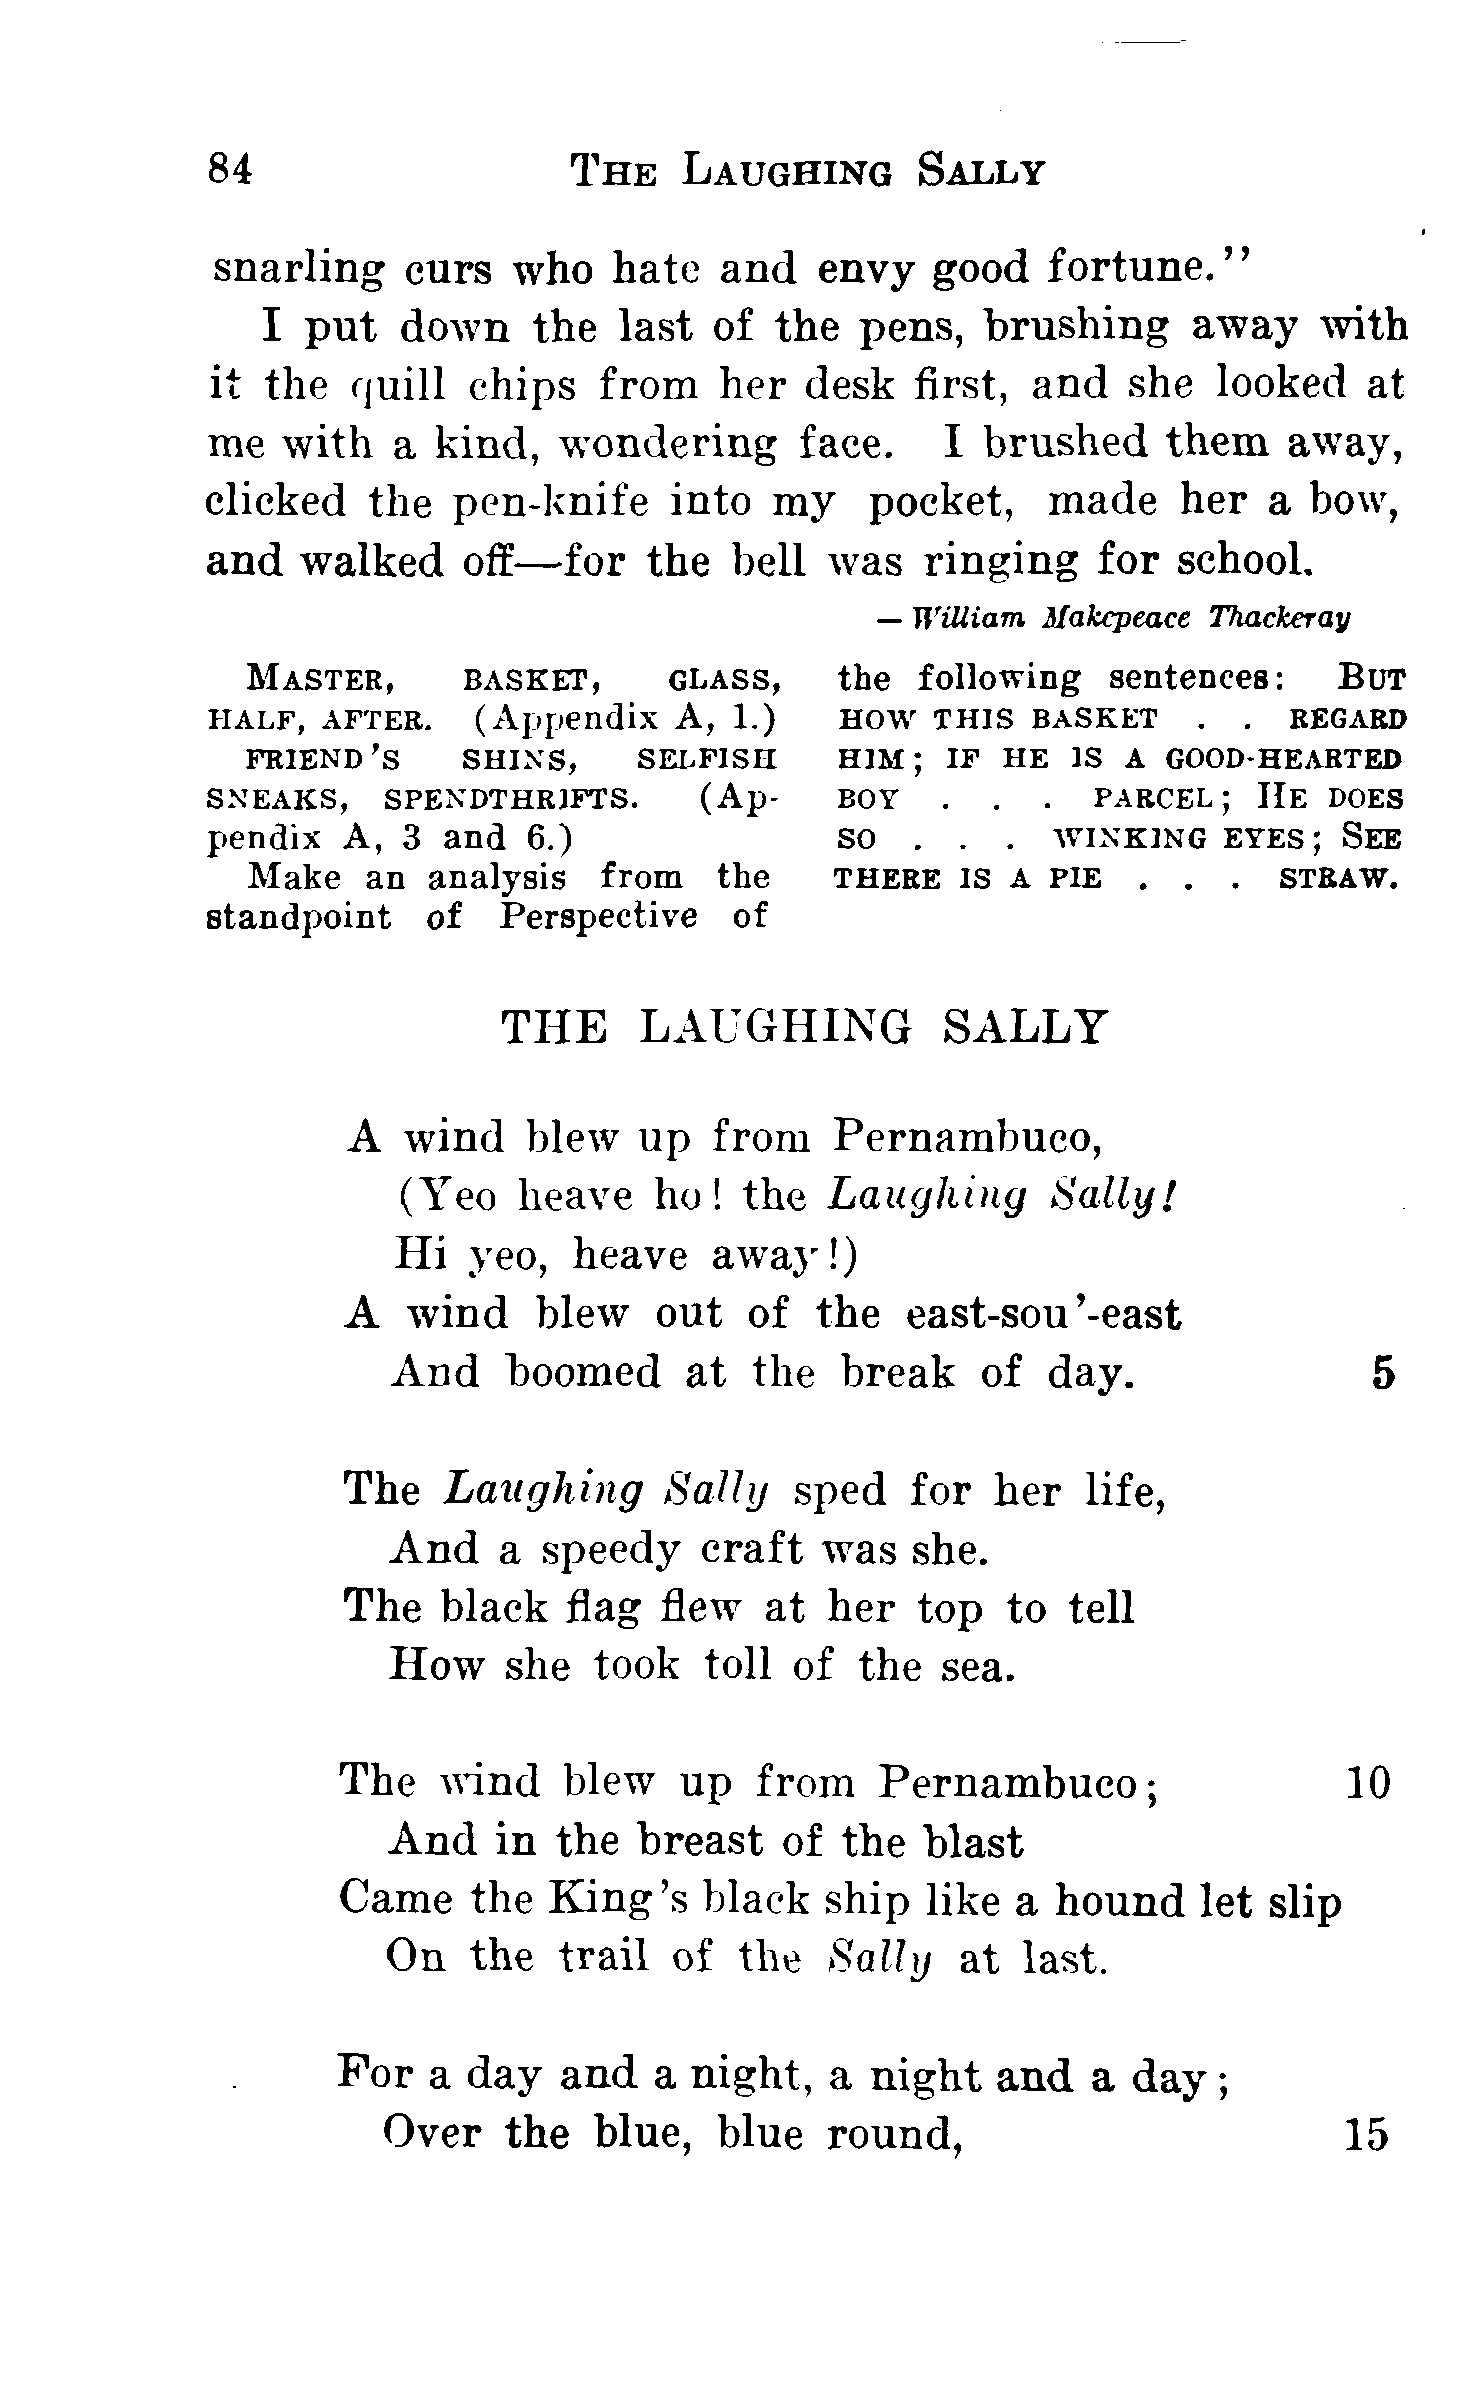 84 THE LAUGHING SALLY
snarling curs who hate and envy good fortune.”
I put down the last of the pens, brushing away with
it the quill chips from her desk first, and she looked at
me with a kind, wondering face. I brushed them away,
clicked the pen-knife into my pocket, made her a bow,
and walked off—for the bell was ringing for school.
— William Makepeace Thackeray
MASTER, BASKET, GLASS,
HALF, AFTER. (Appendix A, 1.)
FRIEND'S SHINS, SELFISH
SNEAKS, SPENDTHRIFTS. (Ap-
pendix A, 3 and 6.)
Make an analysis from the
standpoint of Perspective of
the following sentences: BUT
HOW THIS BASKET . . REGARD
HIM; IF HE IS A GOOD-HEARTED
BOY . . . PARCEL; HE DOES
SO . . . WINKING EYES; SEE
THERE IS A PIE . . . STRAW.
THE LAUGHING SALLY
A wind blew up from Pernambuco,
(Yeo heave ho! the Laughing Sally!
Hi yeo, heave away!)
A wind blew out of the east-sou'-east
And boomed at the break of day. 5
The Laughing Sally sped for her life,
And a speedy craft was she.
The black flag flew at her top to tell
How she took toll of the sea.
The wind blew up from Pernambuco; 10
And in the breast of the blast
Came the King's black ship like a hound let slip
On the trail of the Sally at last.
For a day and a night, a night and a day;
Over the blue, blue round, 15